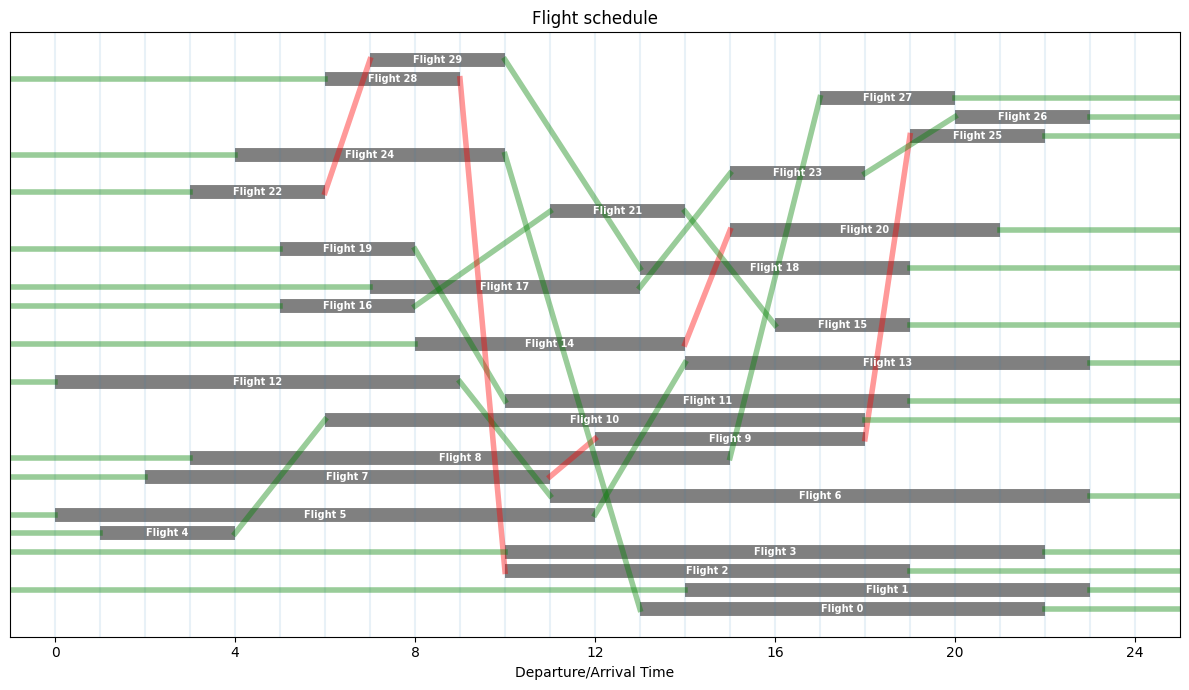 Flight schedule
Flight 29
Flight 28
Flight 27
Flight 26
Flight 25
Flight 24
Flight 23
Flight 22
Flight 21
Flight 20
Flight 19
Flight 18
Flight 17
Flight 16
Flight 15
Flight 14
Flight 13
Flight 12
Flight 11
Flight 10
Flight 9
Flight 8
Flight 7
Flight 6
Flight 5
Flight 4
Flight 3
Flight 2
Flight 1
Flight 0
0 4 8 12 16 20 24
Departure/Arrival Time